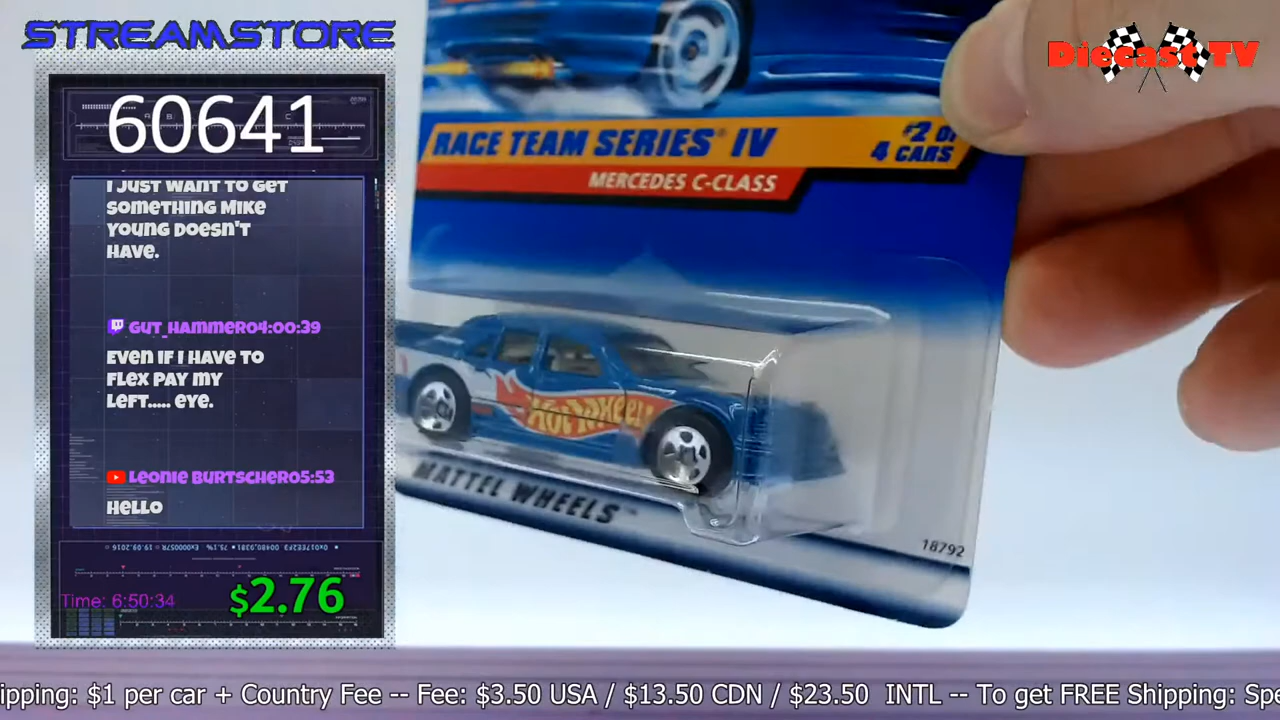 STREAMSTORE
60641
I just want to get
something Mike
Young doesn't
have.
Gut_Hammer04:00:39
Even if I have to
flex pay my
left..... eye.
Leonie Burtscher05:53
Hello
Time: 6:50:34
$2.76
Diecast TV
RACE TEAM SERIES IV
#2 of
4 CARS
MERCEDES C-CLASS
Hot Wheels
MATTEL WHEELS™
18792
ipping: $1 per car + Country Fee -- Fee: $3.50 USA / $13.50 CDN / $23.50 INTL -- To get FREE Shipping: Spe